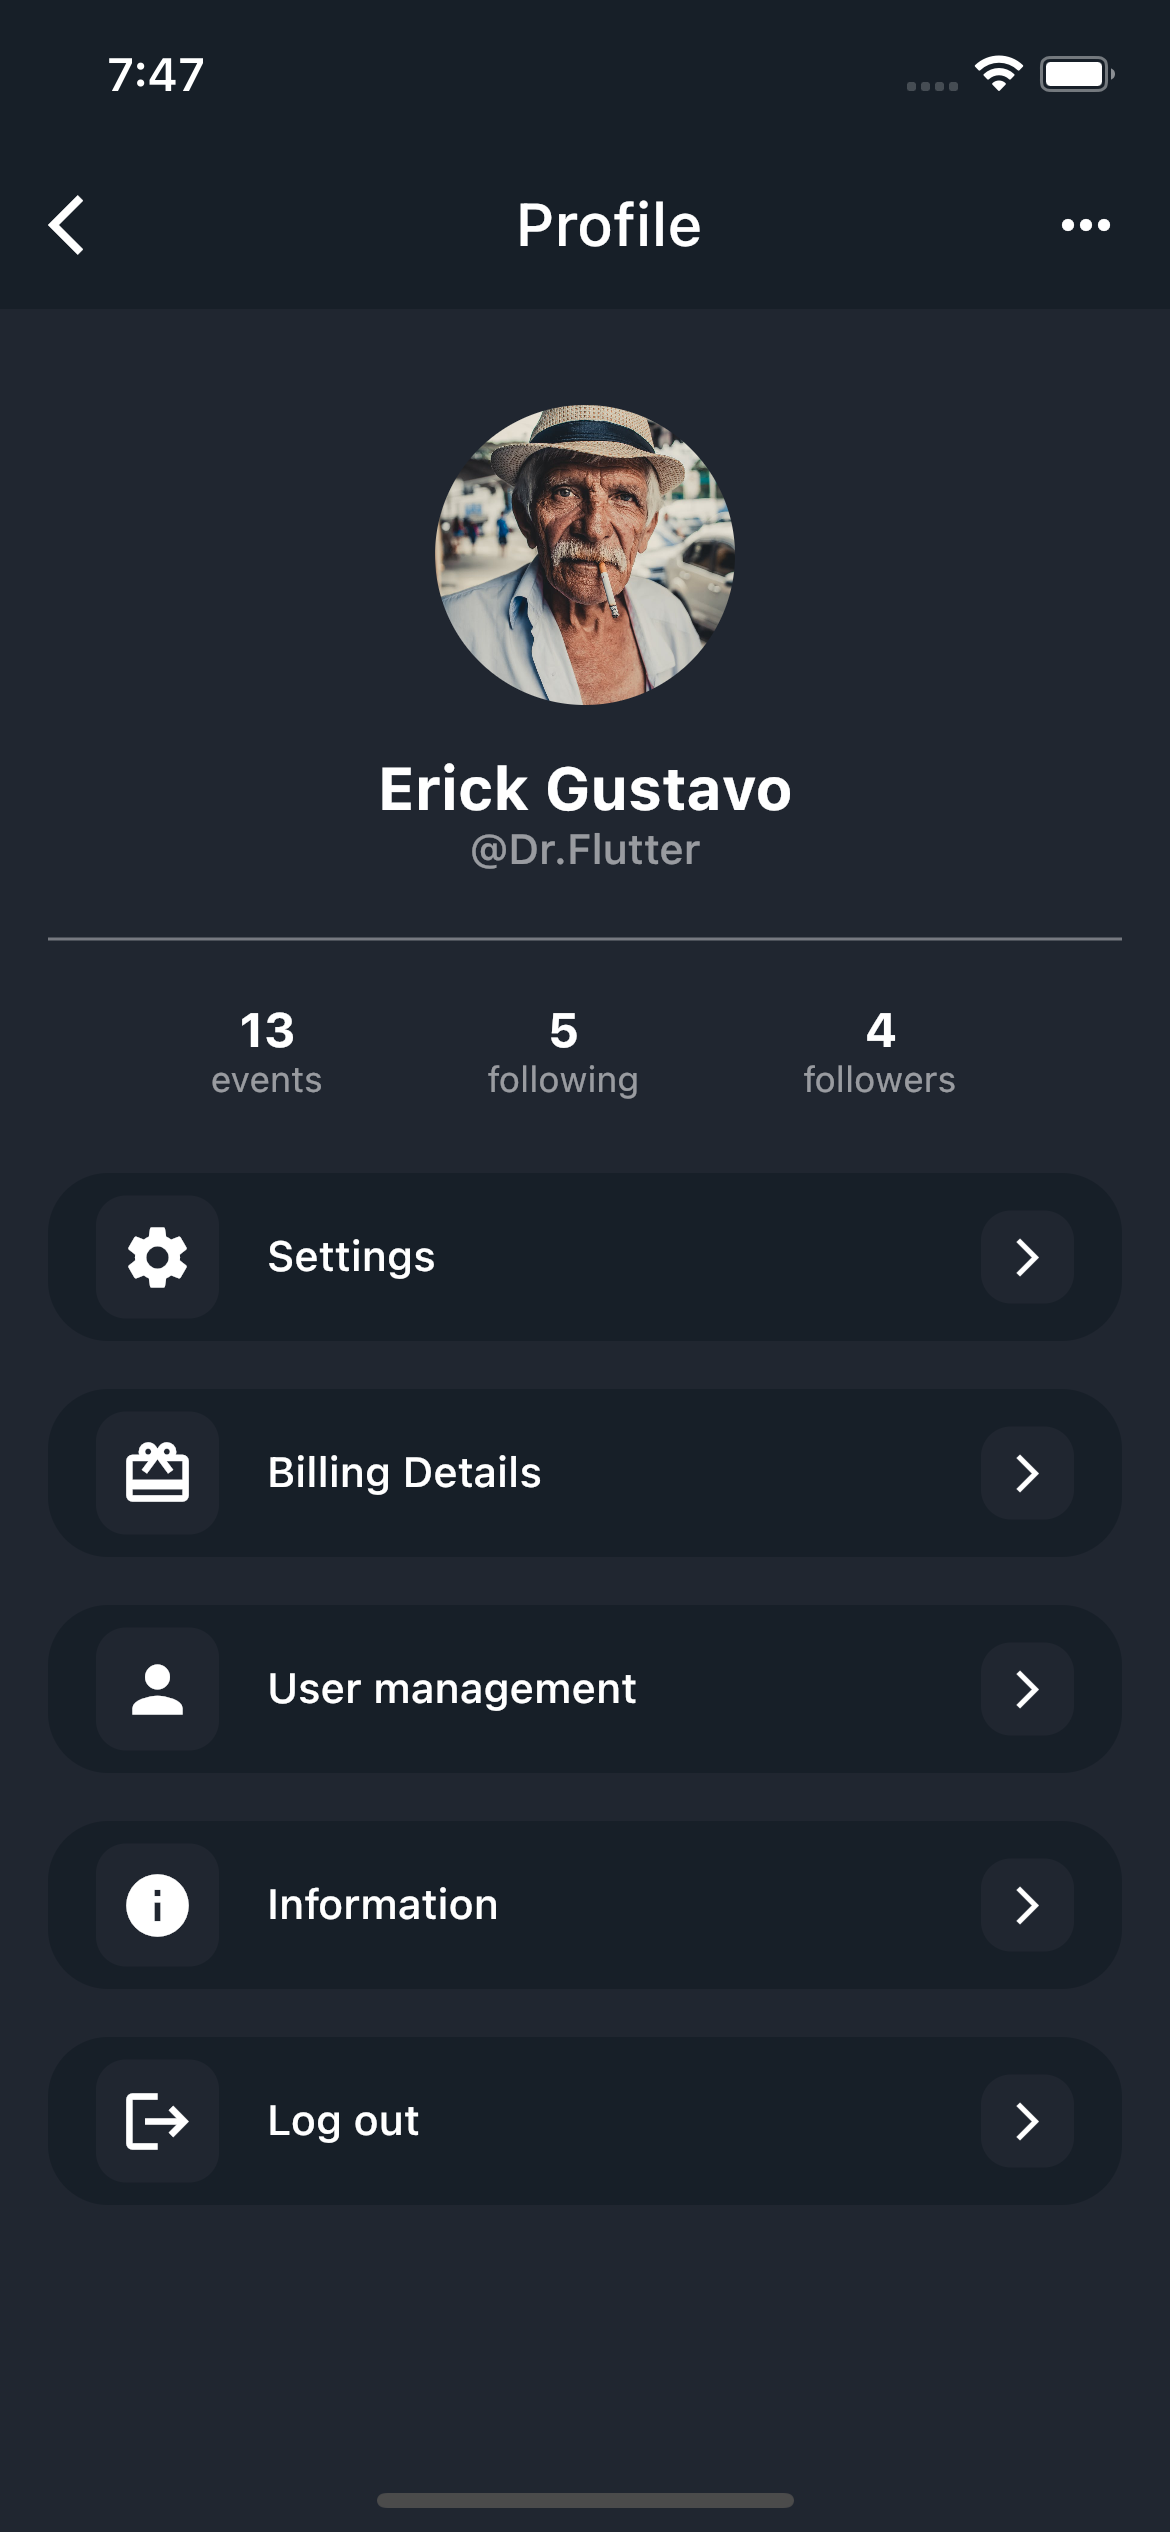 7:47
Profile
Erick Gustavo
@Dr.Flutter
13 5 4
events following followers
Settings
Billing Details
User management
Information
Log out